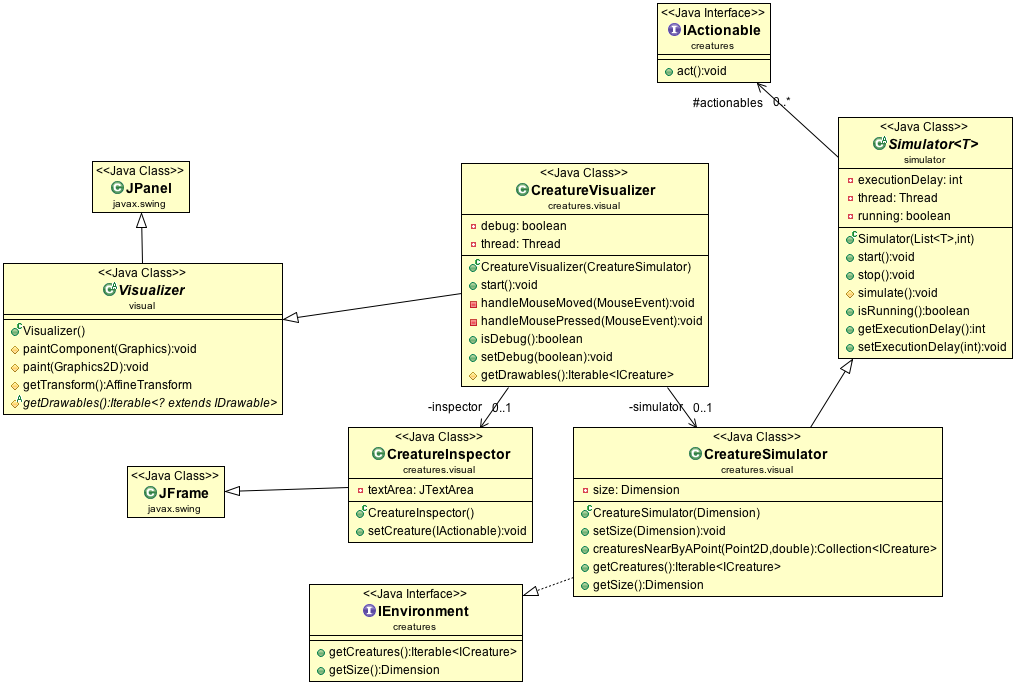 <<Java Interface>>
IActionable
creatures
act():void
#actionables 0..*
<<Java Class>>
Simulator<T>
simulator
executionDelay: int
thread: Thread
running: boolean
Simulator(List<T>,int)
start():void
stop():void
simulate():void
isRunning():boolean
getExecutionDelay():int
setExecutionDelay(int):void
<<Java Class>>
JPanel
javax.swing
<<Java Class>>
Visualizer
visual
Visualizer()
paintComponent(Graphics):void
paint(Graphics2D):void
getTransform():AffineTransform
getDrawables():Iterable<? extends IDrawable>
<<Java Class>>
CreatureVisualizer
creatures.visual
debug: boolean
thread: Thread
CreatureVisualizer(CreatureSimulator)
start():void
handleMouseMoved(MouseEvent):void
handleMousePressed(MouseEvent):void
isDebug():boolean
setDebug(boolean):void
getDrawables():Iterable<ICreature>
-inspector 0..1
-simulator 0..1
<<Java Class>>
JFrame
javax.swing
<<Java Class>>
CreatureInspector
creatures.visual
textArea: JTextArea
CreatureInspector()
setCreature(IActionable):void
<<Java Class>>
CreatureSimulator
creatures.visual
size: Dimension
CreatureSimulator(Dimension)
setSize(Dimension):void
creaturesNearByAPoint(Point2D,double):Collection<ICreature>
getCreatures():Iterable<ICreature>
getSize():Dimension
<<Java Interface>>
IEnvironment
creatures
getCreatures():Iterable<ICreature>
getSize():Dimension